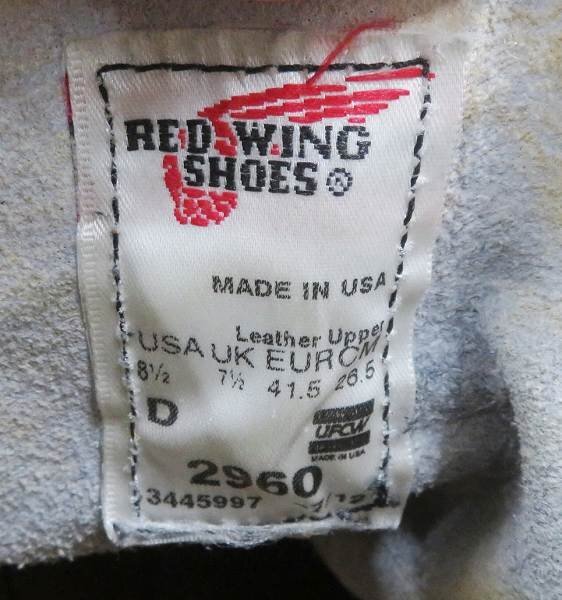 RED WING
SHOES ®
MADE IN USA
Leather Upper
USA UK EUR CM
8½ 7½ 41.5 26.5
D
UFCW
MADE IN USA
2960
3445997